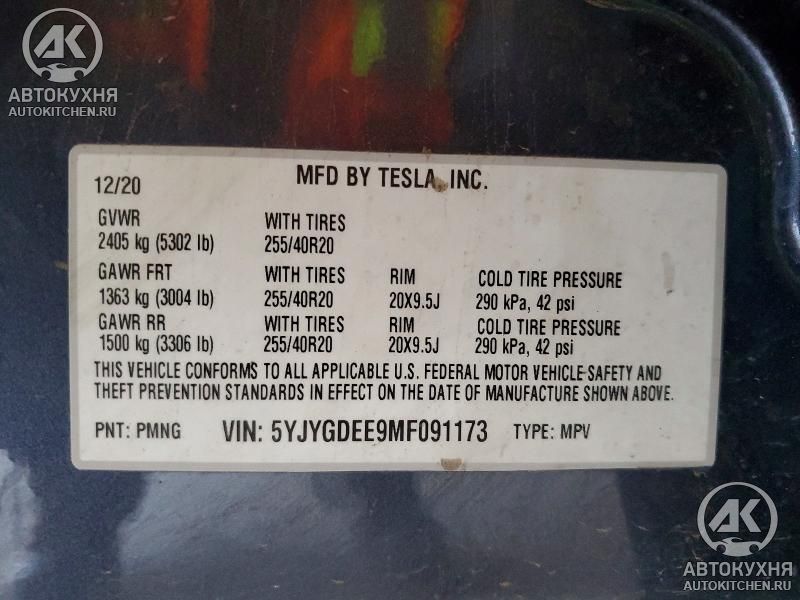 AK
АВТОКУХНЯ
AUTOKITCHEN.RU
12/20 MFD BY TESLA, INC.
GVWR WITH TIRES
2405 kg (5302 lb) 255/40R20
GAWR FRT WITH TIRES RIM COLD TIRE PRESSURE
1363 kg (3004 lb) 255/40R20 20X9.5J 290 kPa, 42 psi
GAWR RR WITH TIRES RIM COLD TIRE PRESSURE
1500 kg (3306 lb) 255/40R20 20X9.5J 290 kPa, 42 psi
THIS VEHICLE CONFORMS TO ALL APPLICABLE U.S. FEDERAL MOTOR VEHICLE SAFETY AND
THEFT PREVENTION STANDARDS IN EFFECT ON THE DATE OF MANUFACTURE SHOWN ABOVE.
PNT: PMNG VIN: 5YJYGDEE9MF091173 TYPE: MPV
AK
АВТОКУХНЯ
AUTOKITCHEN.RU